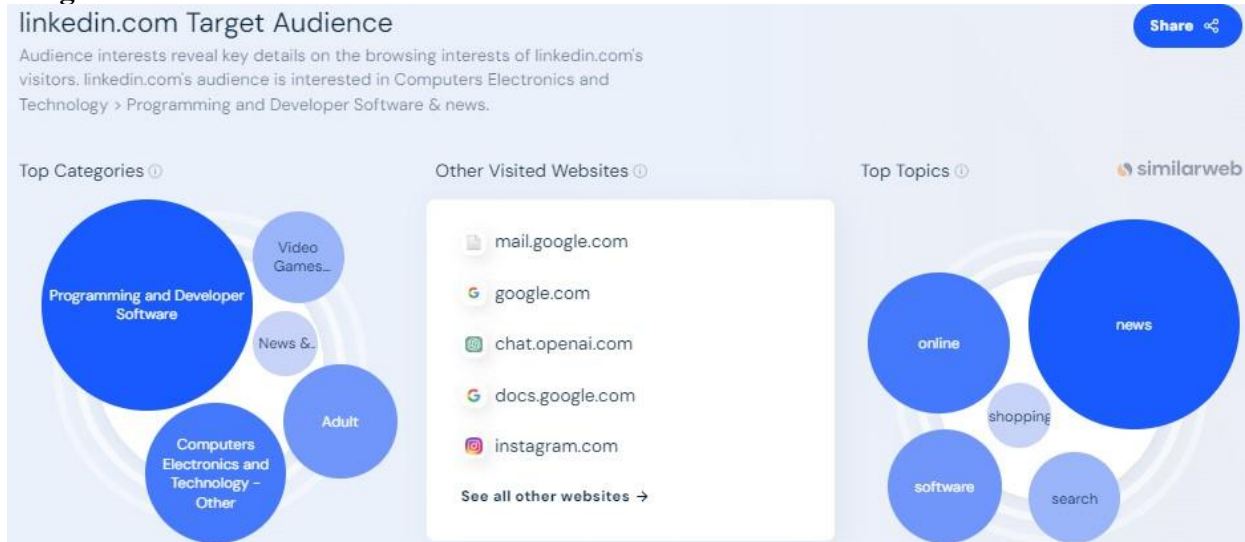 linkedin.com Target Audience
Share
Audience interests reveal key details on the browsing interests of linkedin.com's
visitors. linkedin.com's audience is interested in Computers Electronics and
Technology > Programming and Developer Software & news.
Top Categories
Other Visited Websites
Top Topics
similarweb
Programming and Developer
Software
Video
Games...
News &..
Adult
Computers
Electronics and
Technology -
Other
mail.google.com
google.com
chat.openai.com
docs.google.com
instagram.com
See all other websites →
news
online
shopping
software
search